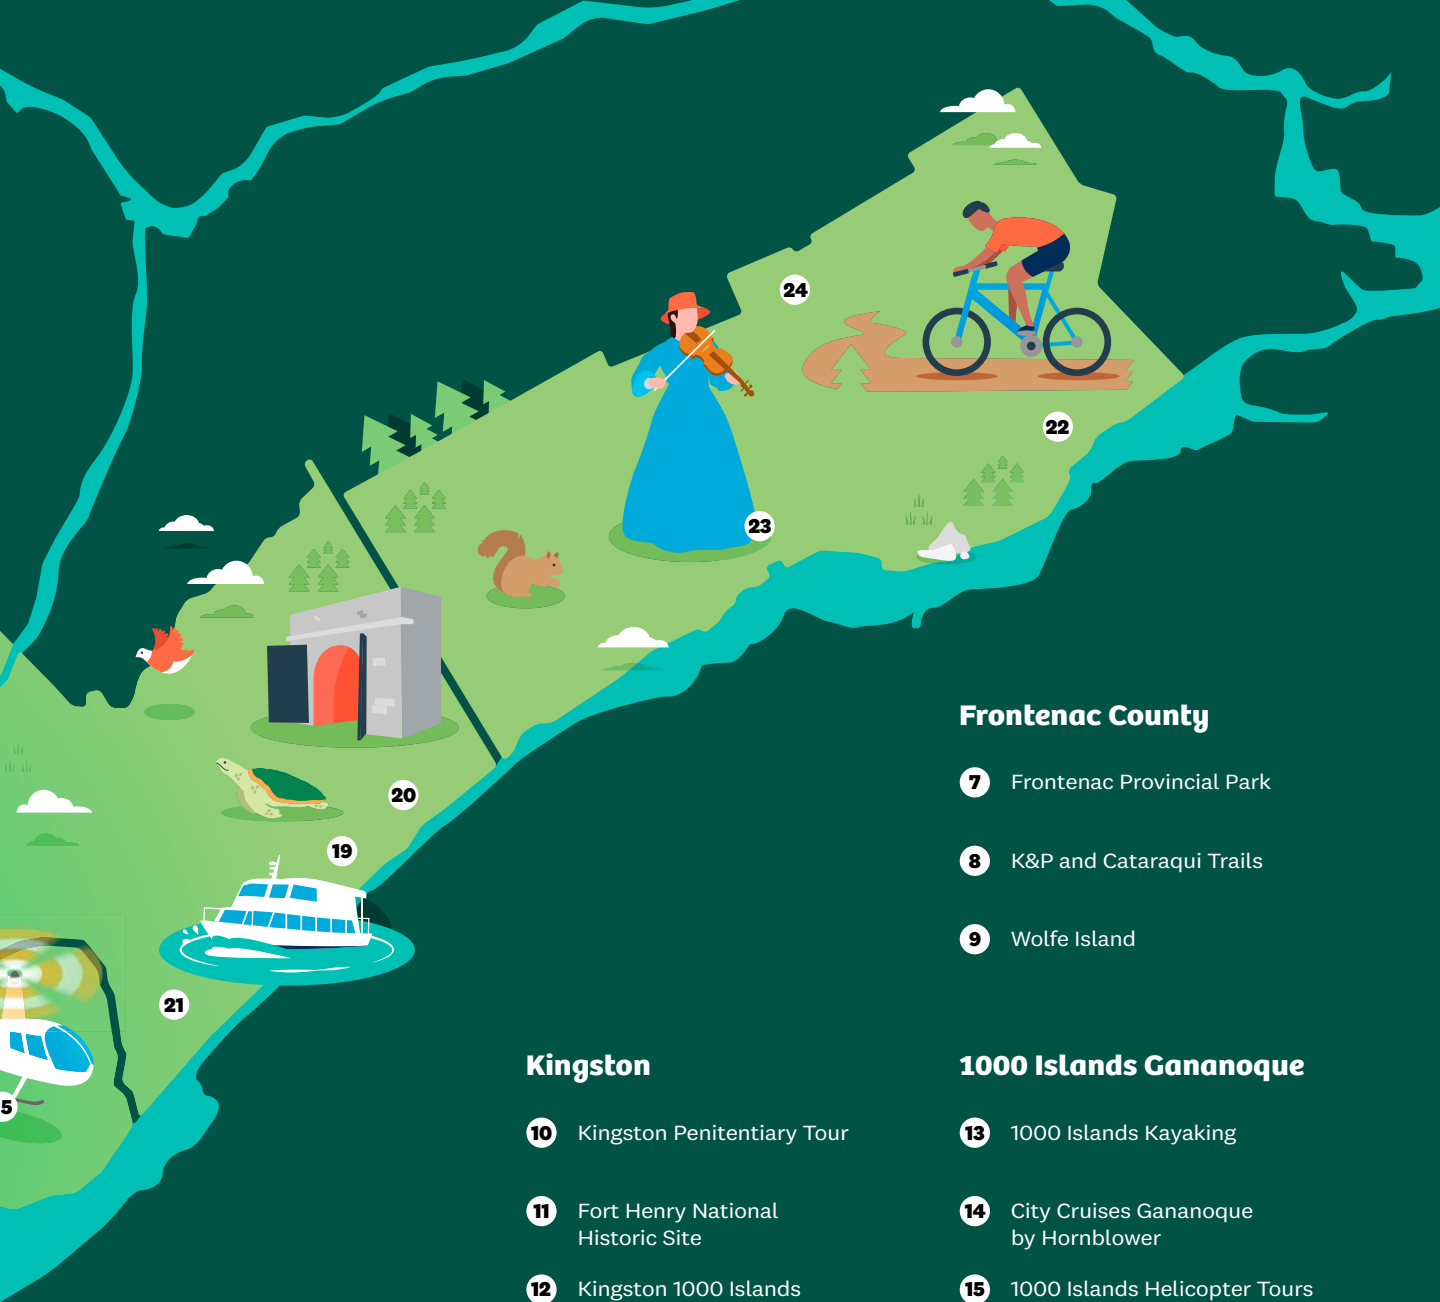 24
22
23
20
19
21
5
Frontenac County
7 Frontenac Provincial Park
8 K&P and Cataraqui Trails
9 Wolfe Island
Kingston
10 Kingston Penitentiary Tour
11 Fort Henry National
Historic Site
12 Kingston 1000 Islands
1000 Islands Gananoque
13 1000 Islands Kayaking
14 City Cruises Gananoque
by Hornblower
15 1000 Islands Helicopter Tours